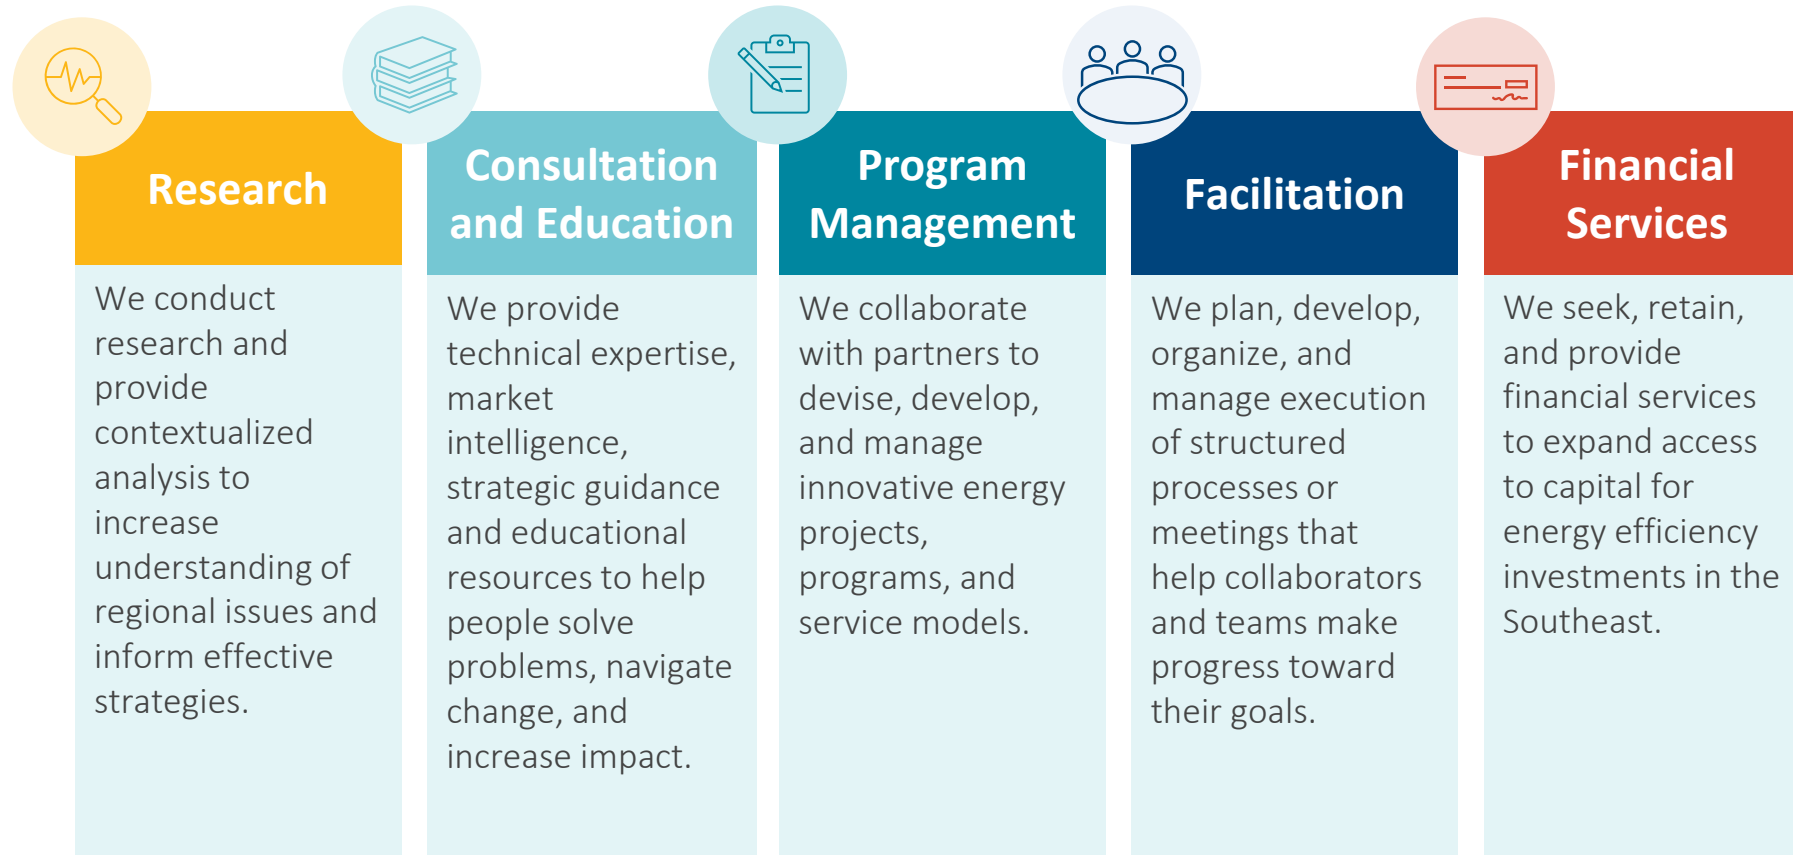 Research
We conduct
research and
provide
contextualized
analysis to
increase
understanding of
regional issues and
inform effective
strategies.
Consultation
and Education
We provide
technical expertise,
market
intelligence,
strategic guidance
and educational
resources to help
people solve
problems, navigate
change, and
increase impact.
Program
Management
We collaborate
with partners to
devise, develop,
and manage
innovative energy
projects,
programs, and
service models.
Facilitation
We plan, develop,
organize, and
manage execution
of structured
processes or
meetings that
help collaborators
and teams make
progress toward
their goals.
Financial
Services
We seek, retain,
and provide
financial services
to expand access
to capital for
energy efficiency
investments in the
Southeast.